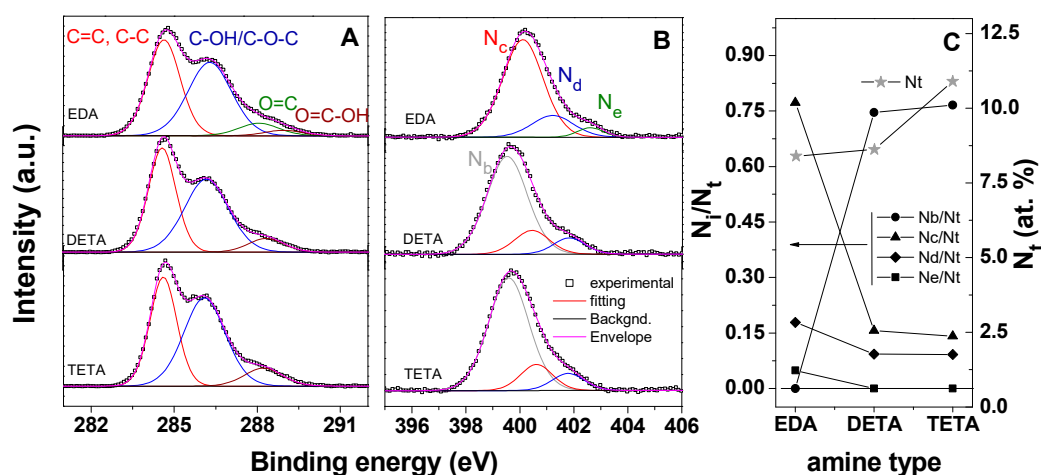 Intensity (a.u.)
A
C=C, C-C
C-OH/C-O-C
O=C
O=C-OH
EDA
DETA
TETA
282 285 288 291
B
Nc
Nd
Ne
EDA
Nb
DETA
experimental
fitting
Backgnd.
Envelope
TETA
396 398 400 402 404 406
Binding energy (eV)
C
Ni/Nt
0.90
0.75
0.60
0.45
0.30
0.15
0.00
Nt
Nb/Nt
Nc/Nt
Nd/Nt
Ne/Nt
12.5
10.0
7.5
5.0
2.5
0.0
Nt (at. %)
EDA DETA TETA
amine type